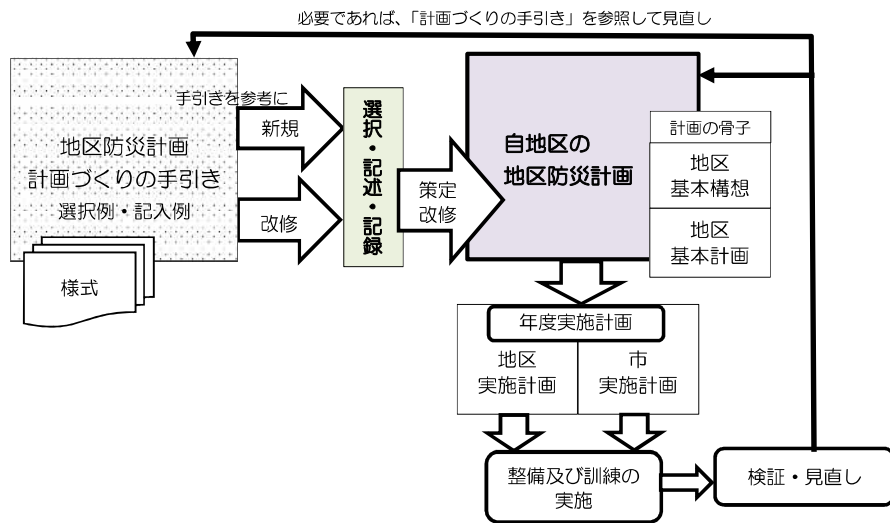 必要であれば、「計画づくりの手引き」を参照して見直し
手引きを参考に
新規
改修
地区防災計画
計画づくりの手引き
選択例・記入例
様式
選択・記述・記録
策定
改修
自地区の
地区防災計画
計画の骨子
地区
基本構想
地区
基本計画
年度実施計画
地区
実施計画
市
実施計画
整備及び訓練の
実施
検証・見直し